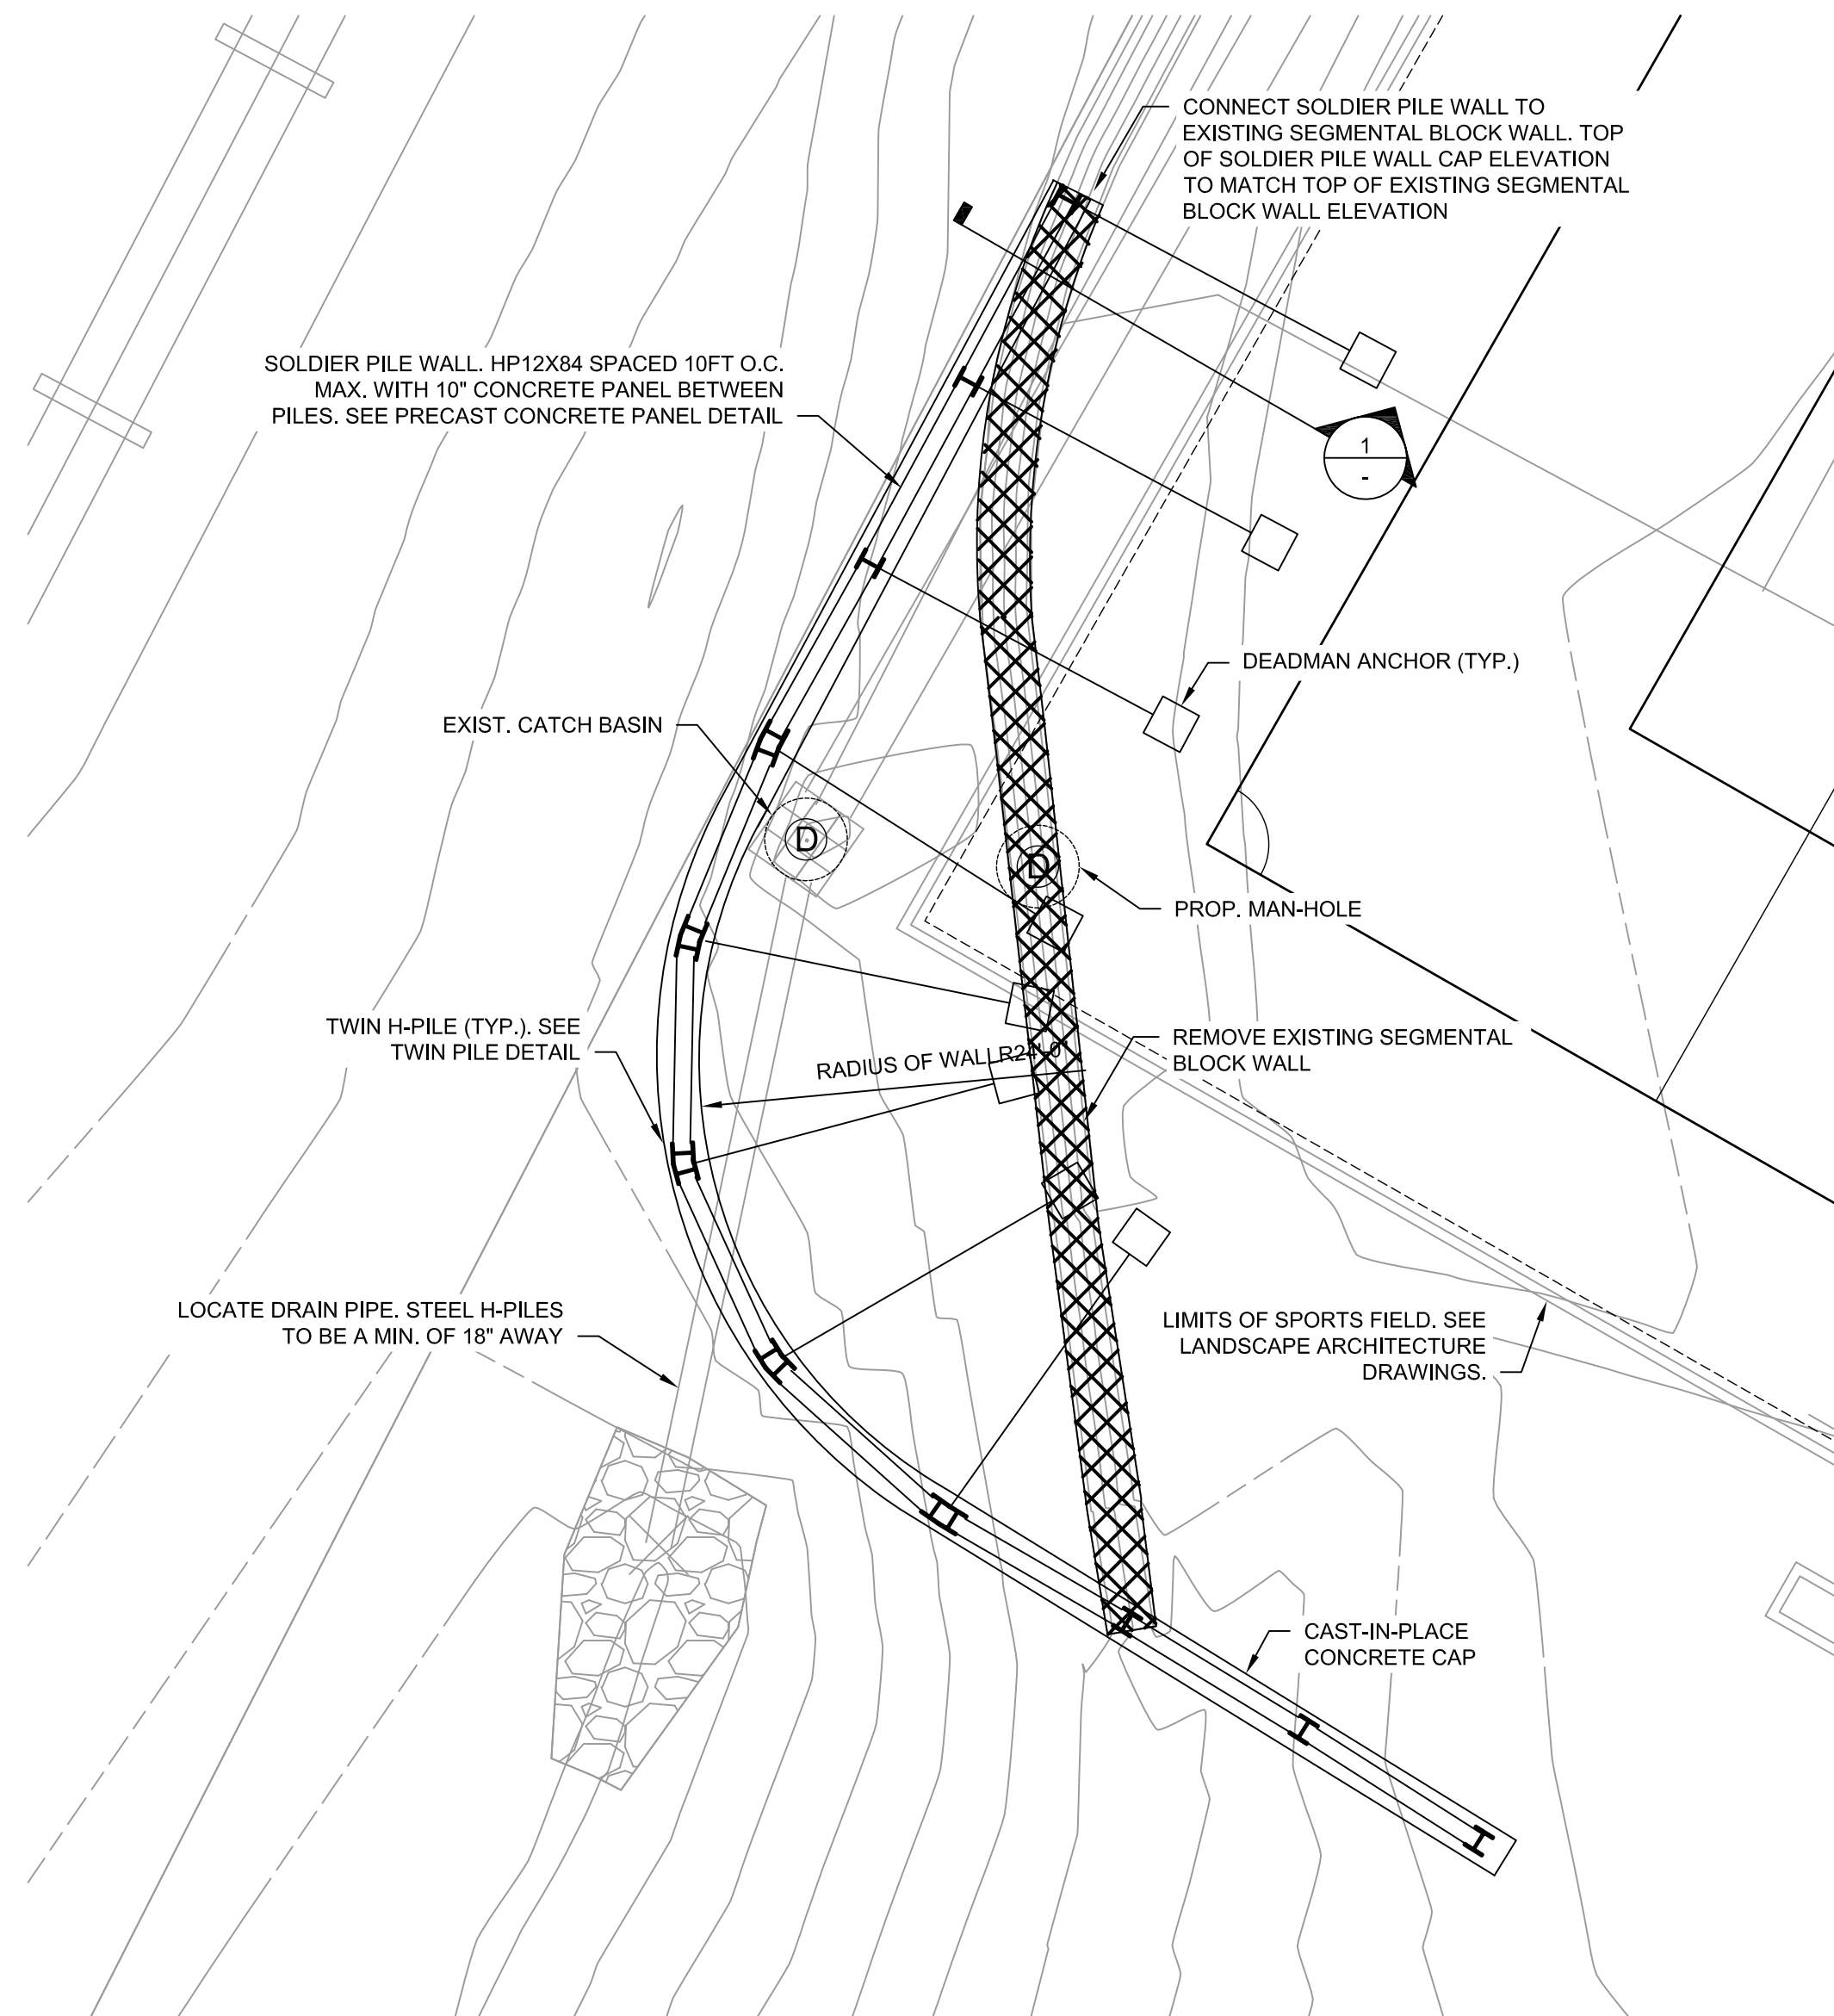 CONNECT SOLDIER PILE WALL TO
EXISTING SEGMENTAL BLOCK WALL. TOP
OF SOLDIER PILE WALL CAP ELEVATION
TO MATCH TOP OF EXISTING SEGMENTAL
BLOCK WALL ELEVATION
SOLDIER PILE WALL. HP12X84 SPACED 10FT O.C.
MAX. WITH 10" CONCRETE PANEL BETWEEN
PILES. SEE PRECAST CONCRETE PANEL DETAIL
1
-
DEADMAN ANCHOR (TYP.)
EXIST. CATCH BASIN
D
D
PROP. MAN-HOLE
TWIN H-PILE (TYP.). SEE
TWIN PILE DETAIL
REMOVE EXISTING SEGMENTAL
BLOCK WALL
RADIUS OF WALL
LOCATE DRAIN PIPE. STEEL H-PILES
TO BE A MIN. OF 18" AWAY
LIMITS OF SPORTS FIELD. SEE
LANDSCAPE ARCHITECTURE
DRAWINGS.
CAST-IN-PLACE
CONCRETE CAP